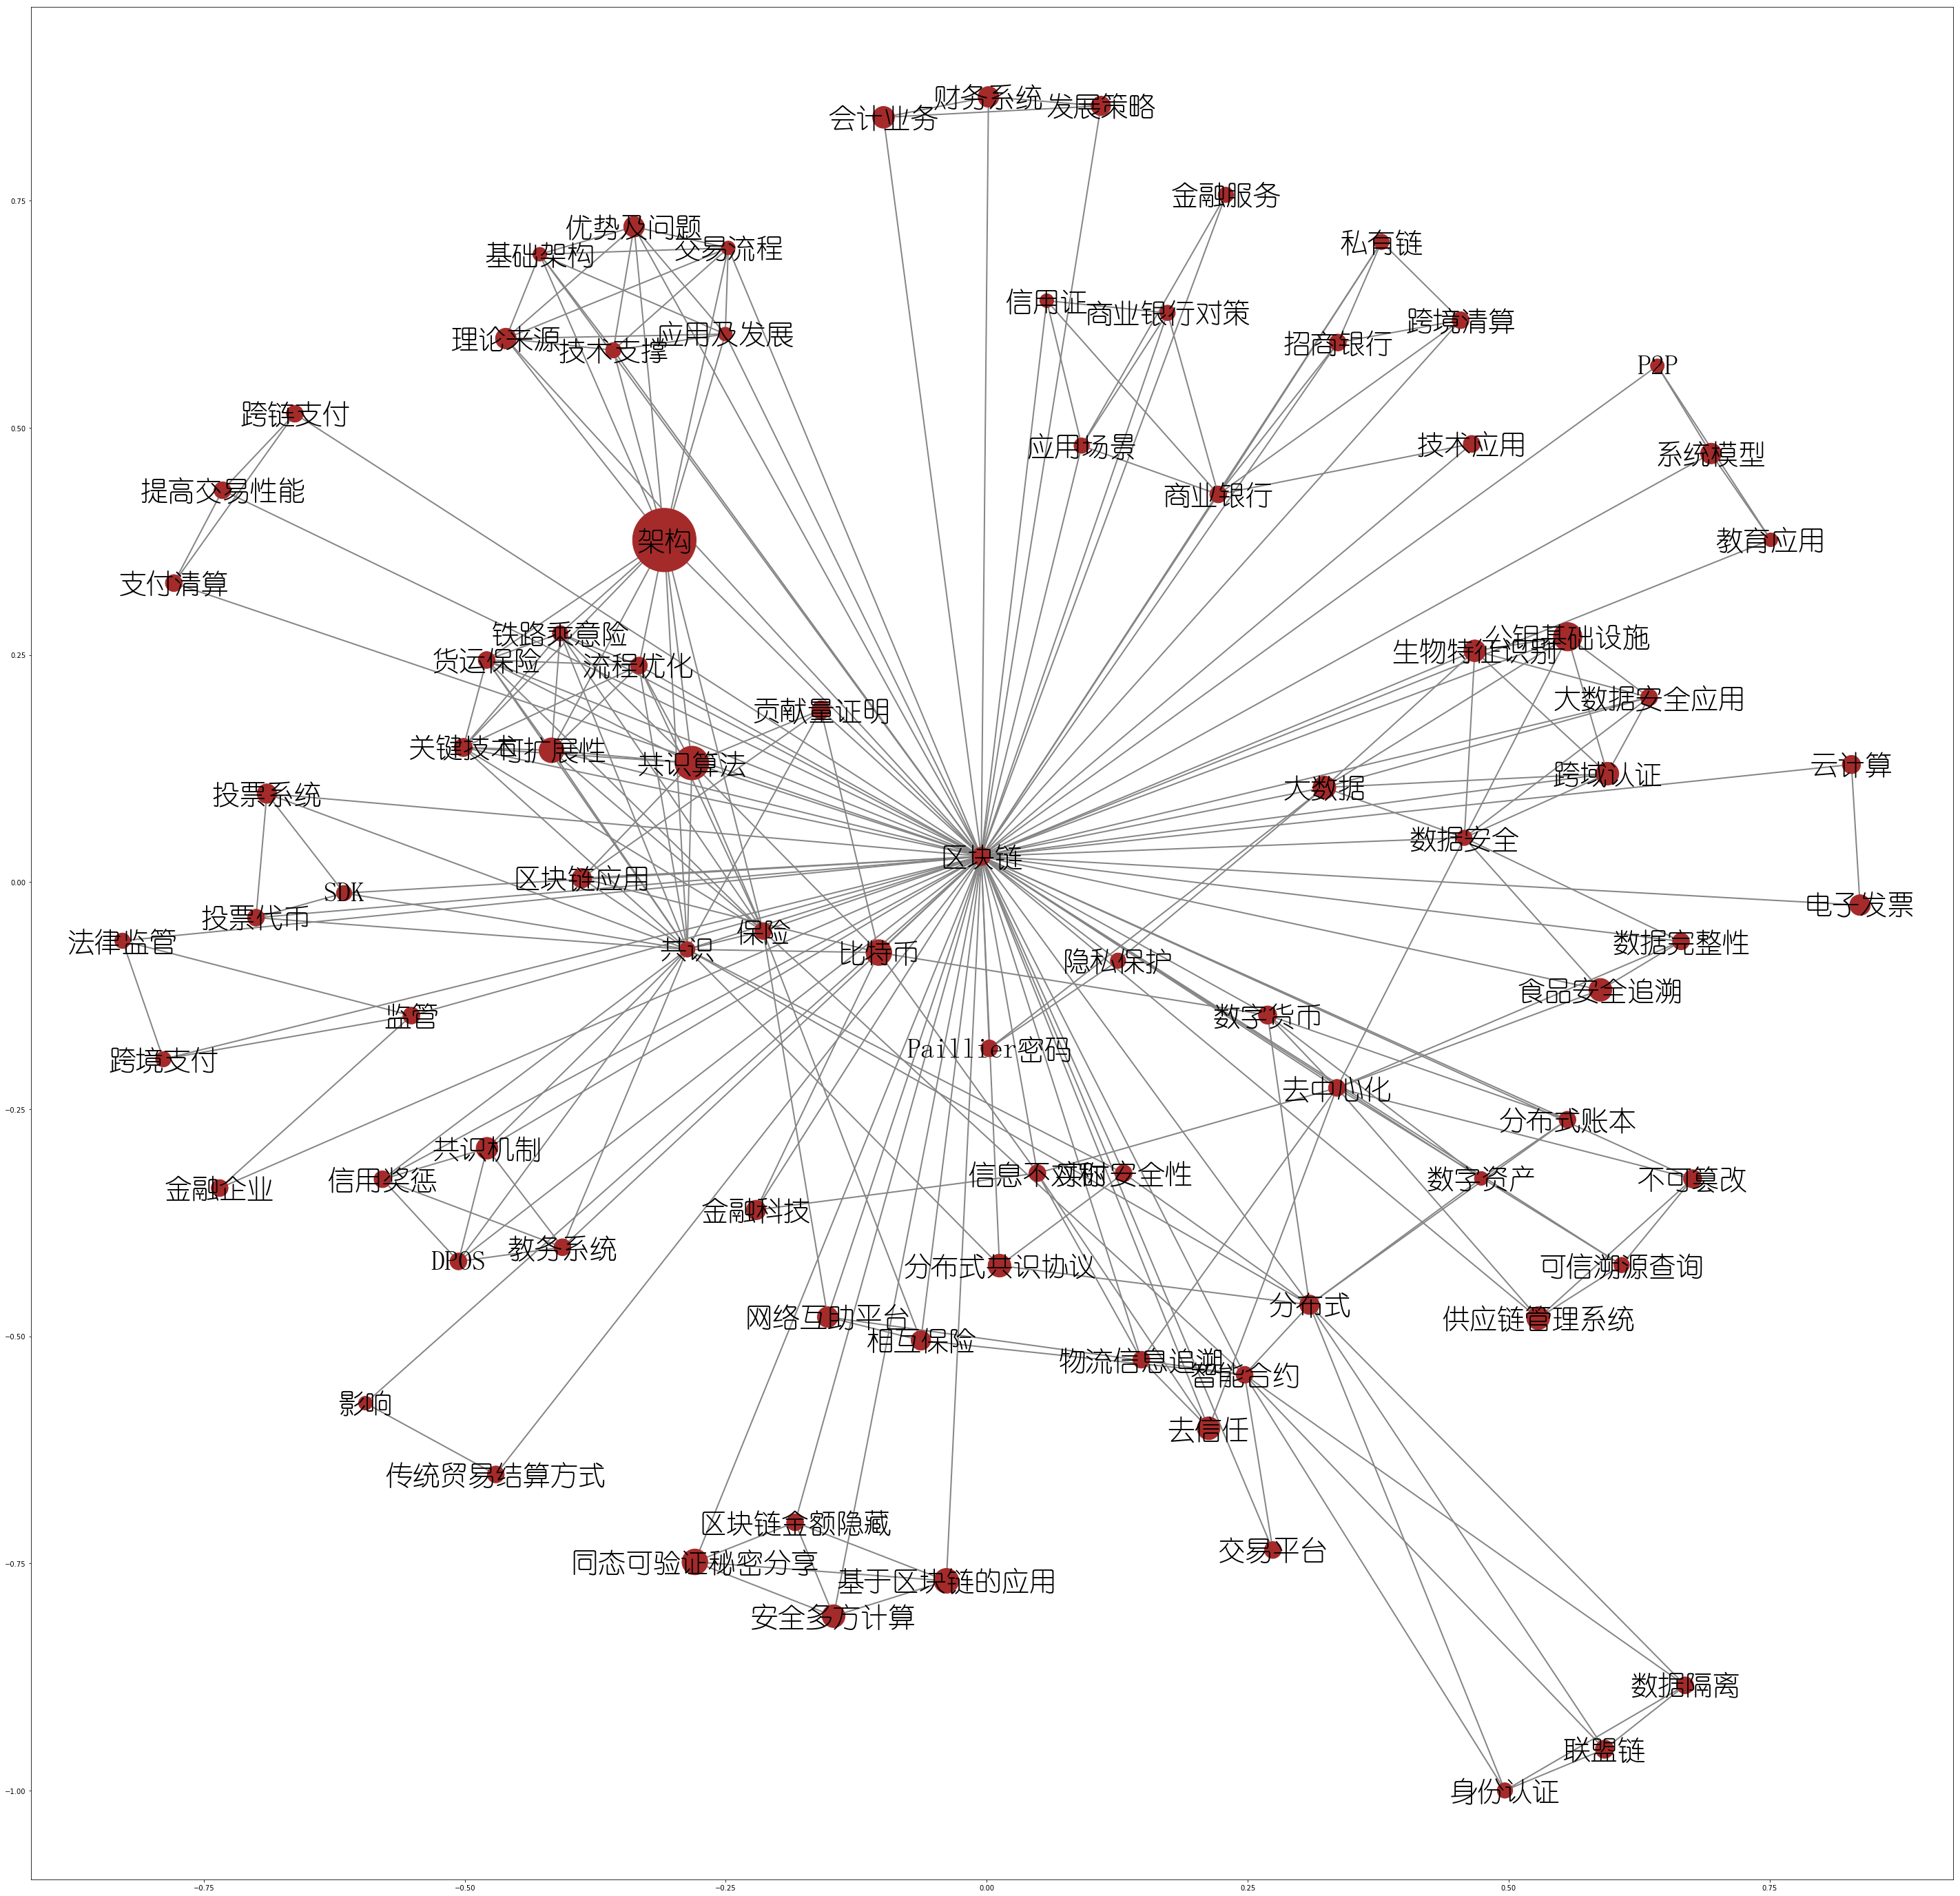 财务系统
发展策略
会计业务
金融服务
0.75
优势及问题
私有链
交易流程
基础架构
信用证
商业银行对策
跨境清算
理论来源
应用及发展
招商银行
技术支撑
P2P
0.50
跨链支付
应用场景
技术应用
系统模型
提高交易性能
商业银行
架构
教育应用
支付清算
0.25
铁路乘意险
公钥基础设施
生物特征识别
货运保险
流程优化
大数据安全应用
贡献量证明
关键技术
可扩展性
共识算法
云计算
跨域认证
大数据
投票系统
数据安全
区块链
0.00
区块链应用
SDK
投票代币
电子发票
保险
法律监管
共识
比特币
数据完整性
隐私保护
食品安全追溯
监管
数字货币
Paillier密码
跨境支付
去中心化
-0.25
分布式账本
共识机制
信用奖惩
信息不对称
安全性
数字资产
不可篡改
金融企业
金融科技
教务系统
DPOS
分布式共识协议
可信溯源查询
分布式
网络互助平台
供应链管理系统
-0.50
相互保险
物流信息追溯
智能合约
影响
去信任
传统贸易结算方式
区块链金额隐藏
交易平台
-0.75
同态可验证秘密分享
基于区块链的应用
安全多方计算
数据隔离
联盟链
身份认证
-1.00
-0.75
-0.50
-0.25
0.00
0.25
0.50
0.75